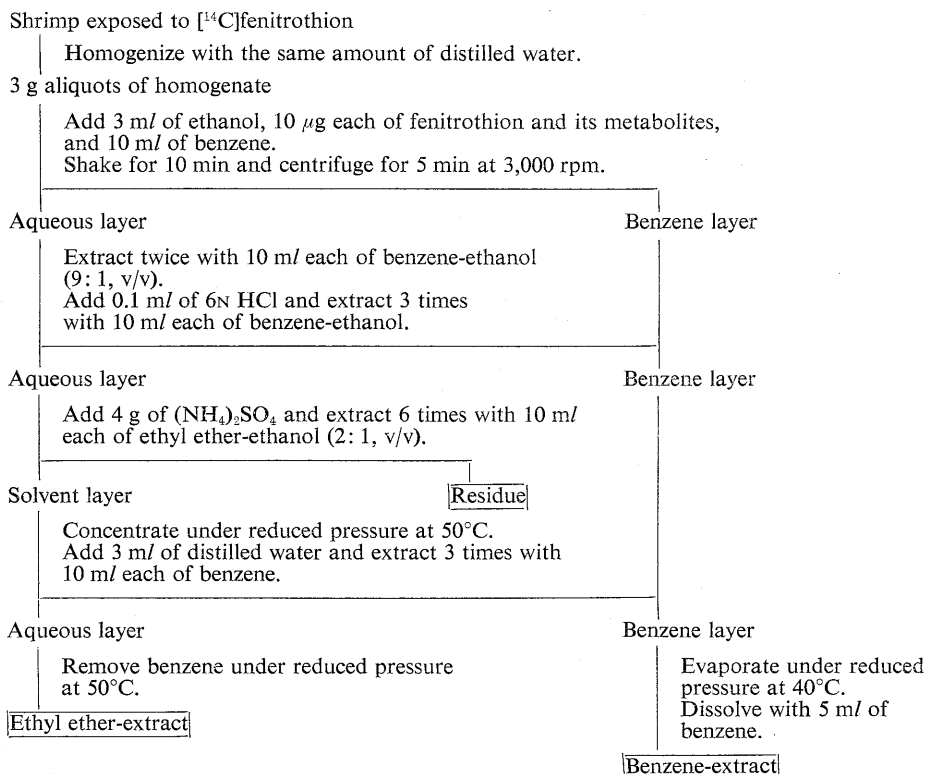 Shrimp exposed to [¹⁴C]fenitrothion
Homogenize with the same amount of distilled water.
3 g aliquots of homogenate
Add 3 ml of ethanol, 10 μg each of fenitrothion and its metabolites,
and 10 ml of benzene.
Shake for 10 min and centrifuge for 5 min at 3,000 rpm.
Aqueous layer
Benzene layer
Extract twice with 10 ml each of benzene-ethanol
(9: 1, v/v).
Add 0.1 ml of 6N HCl and extract 3 times
with 10 ml each of benzene-ethanol.
Aqueous layer
Benzene layer
Add 4 g of (NH₄)₂SO₄ and extract 6 times with 10 ml
each of ethyl ether-ethanol (2: 1, v/v).
Solvent layer
Residue
Concentrate under reduced pressure at 50°C.
Add 3 ml of distilled water and extract 3 times with
10 ml each of benzene.
Aqueous layer
Benzene layer
Remove benzene under reduced pressure
at 50°C.
Ethyl ether-extract
Evaporate under reduced
pressure at 40°C.
Dissolve with 5 ml of
benzene.
Benzene-extract